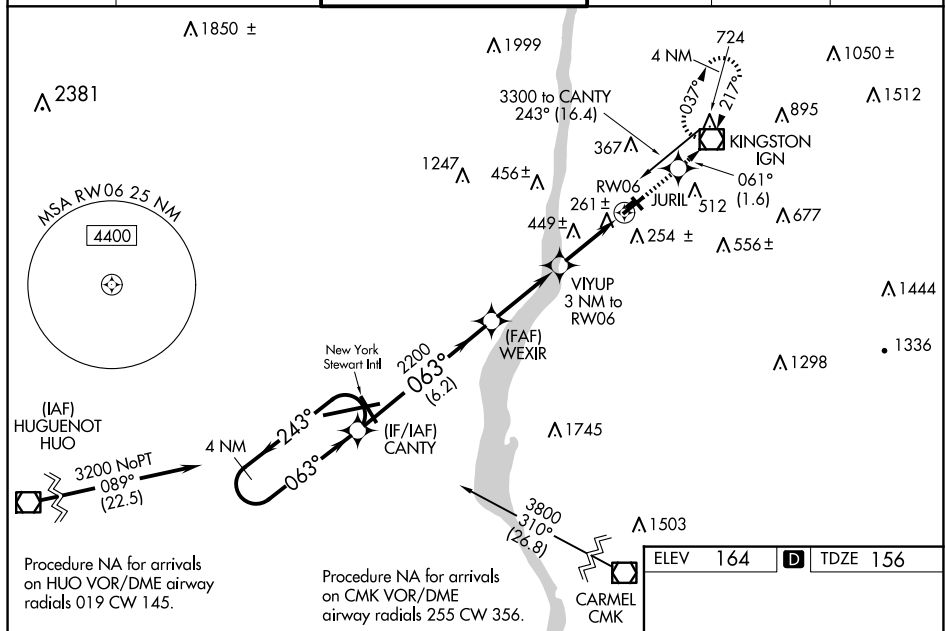 1850 ±
1999
724
4 NM
1050 ±
2381
1512
3300 to CANTY
243° (16.4)
037°
217°
895
KINGSTON
IGN
367
1247
456±
061°
(1.6)
RW06
JURIL
512
261±
677
MSA RW06 25 NM
4400
449±
254 ±
556±
VIYUP
3 NM to
RW06
1444
(FAF)
WEXIR
1336
1298
New York
Stewart Intl
2200
063°
(6.2)
(IAF)
HUGUENOT
HUO
243°
(IF/IAF)
CANTY
1745
4 NM
063°
3200 NoPT
089°
(22.5)
3800
310°
(26.8)
1503
Procedure NA for arrivals
on HUO VOR/DME airway
radials 019 CW 145.
Procedure NA for arrivals
on CMK VOR/DME
airway radials 255 CW 356.
CARMEL
CMK
ELEV 164 D TDZE 156